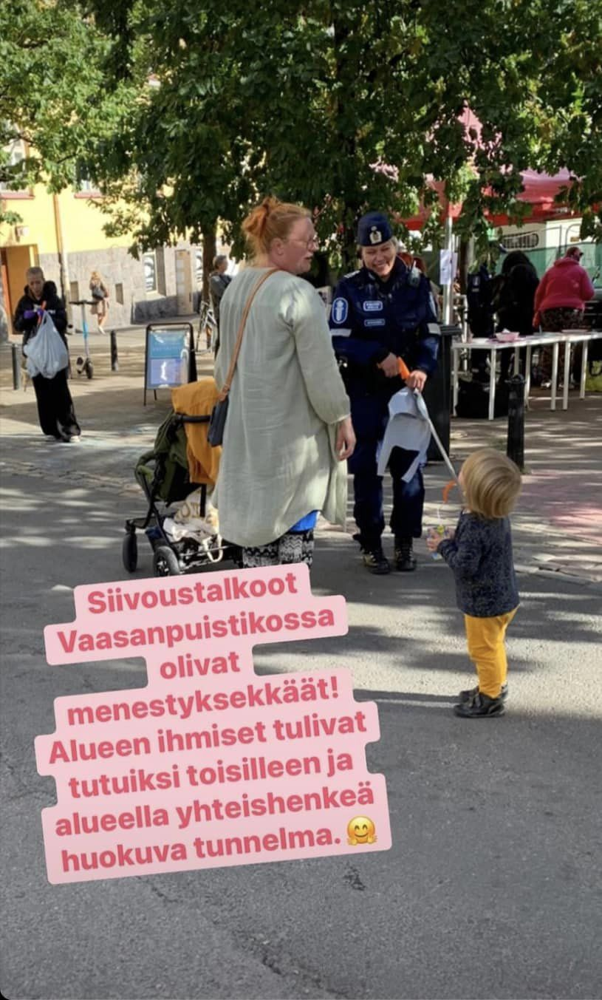 Siivoustalkoot
Vaasanpuistikossa
olivat
menestyksekkäät!
Alueen ihmiset tulivat
tutuiksi toisilleen ja
alueella yhteishenkeä
huokuva tunnelma. 🤗